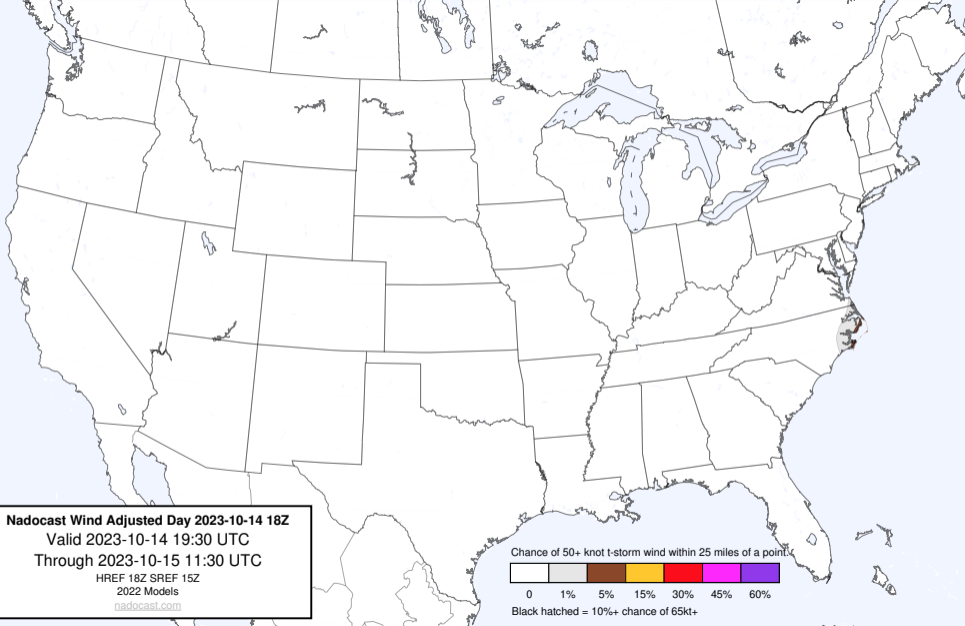 Nadocast Wind Adjusted Day 2023-10-14 18Z
Valid 2023-10-14 19:30 UTC
Through 2023-10-15 11:30 UTC
HREF 18Z SREF 15Z
2022 Models
nadocast.com
Chance of 50+ knot t-storm wind within 25 miles of a point.
0 1% 5% 15% 30% 45% 60%
Black hatched = 10%+ chance of 65kt+